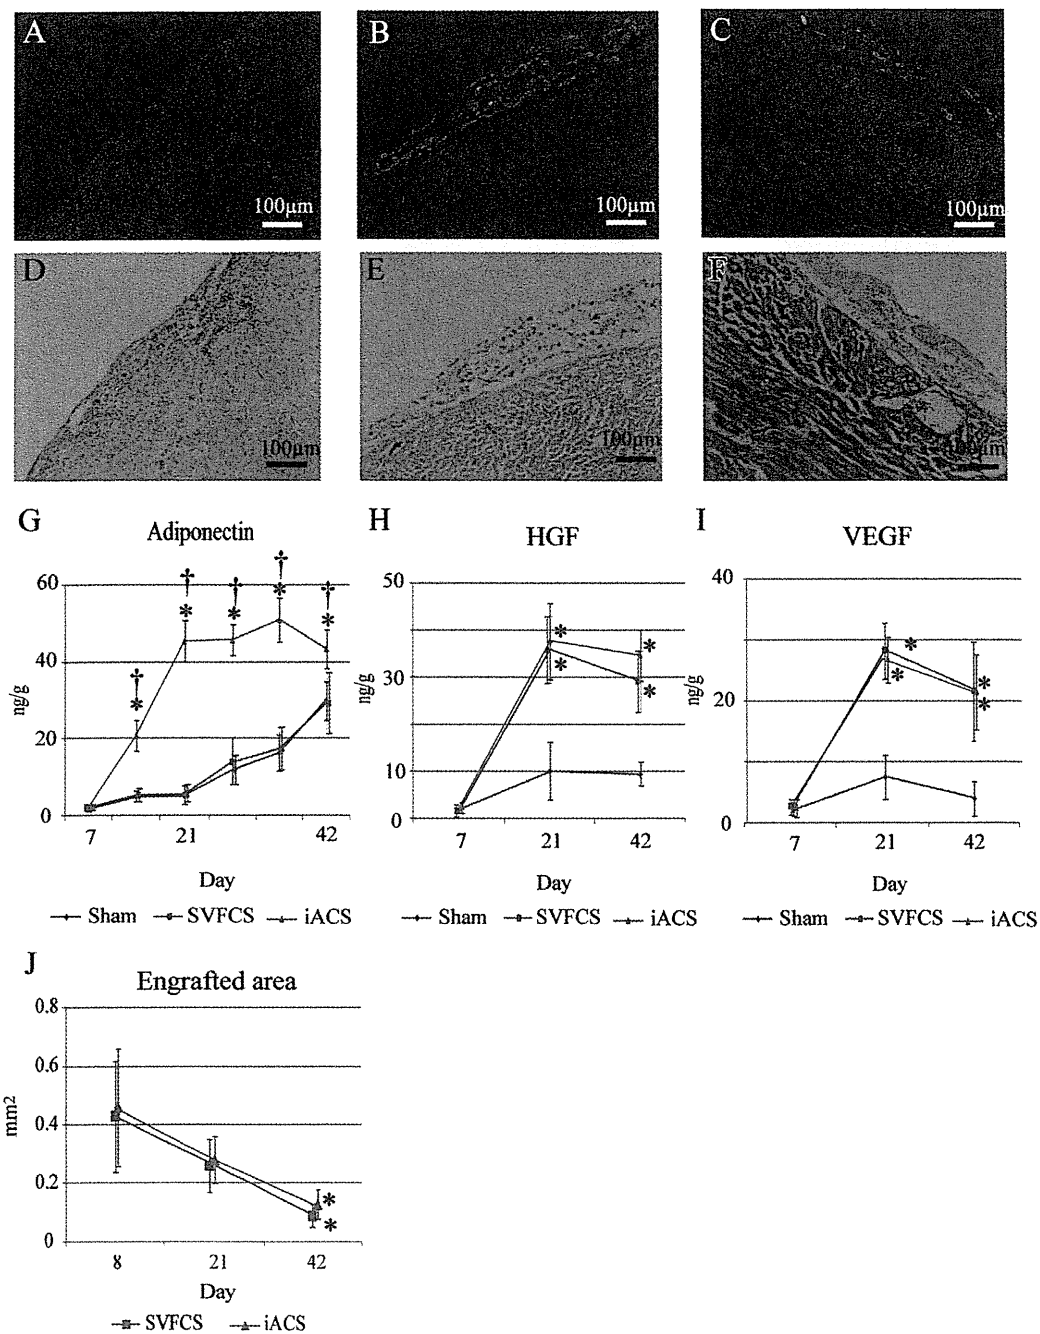 A
B
C
100µm
100µm
100µm
D
E
F
100µm
100µm
100µm
*
G
Adiponectin
60
40
20
0
ng/g
†
*
†
*
†
*
†
*
†
*
7
21
42
Day
Sham SVFCS iACS
H
HGF
50
30
10
0
ng/g
*
*
*
*
7
21
42
Day
Sham SVFCS iACS
I
VEGF
40
20
0
ng/g
*
*
*
*
7
21
42
Day
Sham SVFCS iACS
J
Engrafted area
0.8
0.6
0.4
0.2
0
mm2
*
*
8
21
42
Day
SVFCS iACS